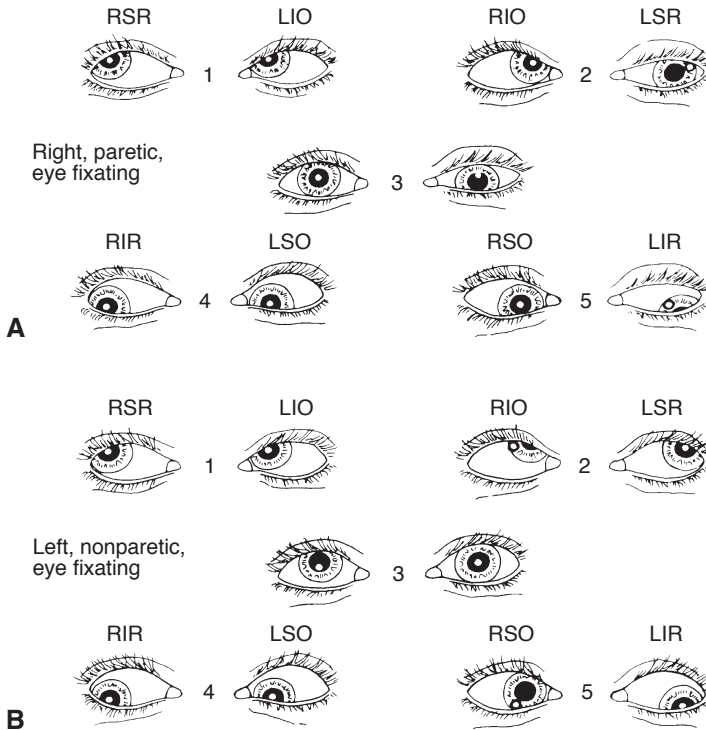 RSR LIO RIO LSR
1 2
Right, paretic,
eye fixating
3
RIR LSO RSO LIR
4 5
A
RSR LIO RIO LSR
1 2
Left, nonparetic,
eye fixating
3
RIR LSO RSO LIR
4 5
B